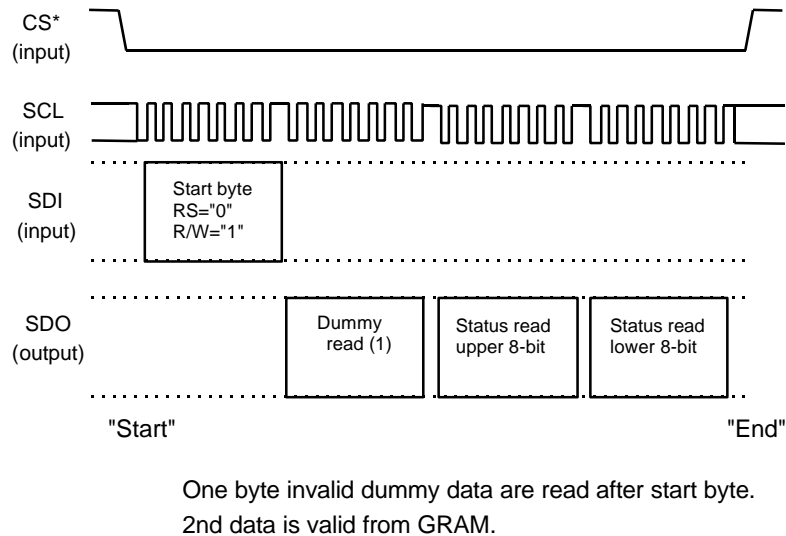 CS*
(input)
SCL
(input)
SDI
(input)
Start byte
RS="0"
R/W="1"
SDO
(output)
Dummy
read (1)
Status read
upper 8-bit
Status read
lower 8-bit
"Start"
"End"
One byte invalid dummy data are read after start byte.
2nd data is valid from GRAM.